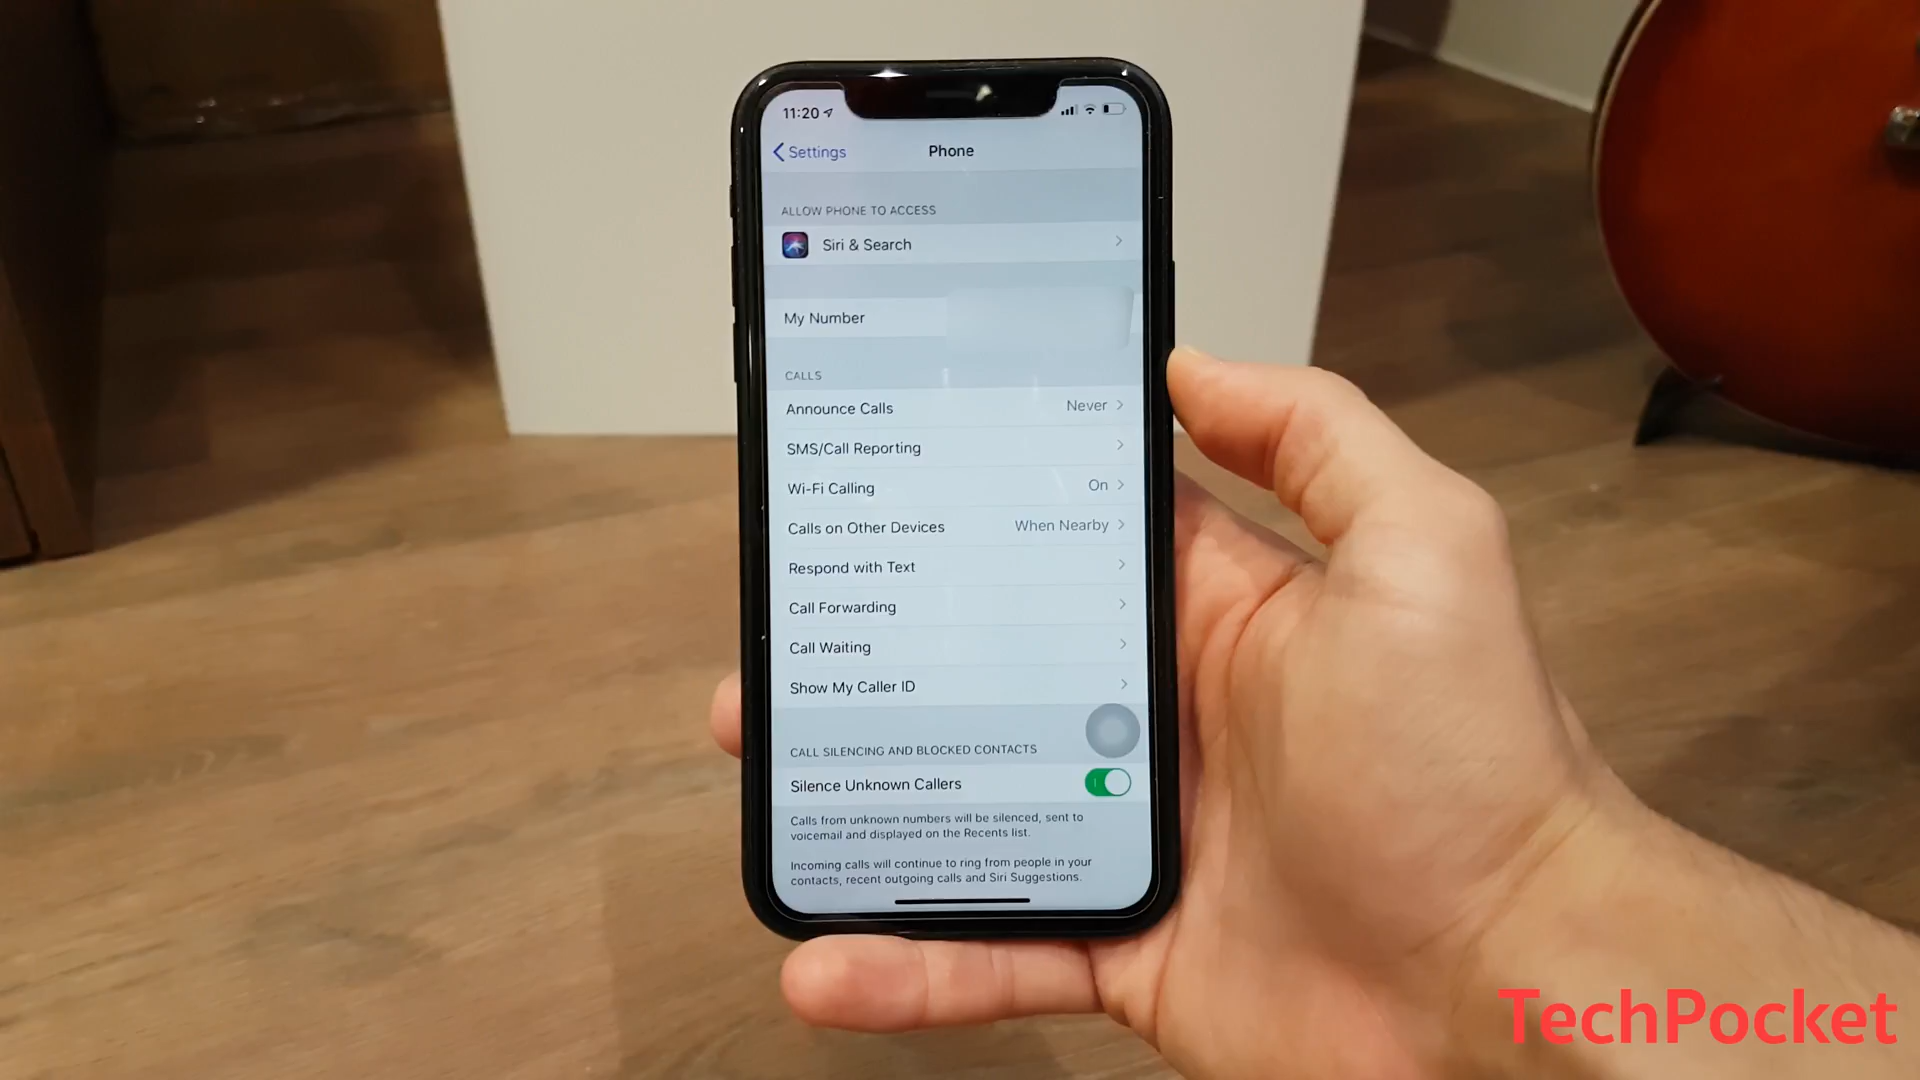 11:20
Settings
Phone
ALLOW PHONE TO ACCESS
Siri & Search
My Number
CALLS
Announce Calls Never
SMS/Call Reporting
Wi-Fi Calling On
Calls on Other Devices When Nearby
Respond with Text
Call Forwarding
Call Waiting
Show My Caller ID
CALL SILENCING AND BLOCKED CONTACTS
Silence Unknown Callers
Calls from unknown numbers will be silenced, sent to
voicemail and displayed on the Recents list.
Incoming calls will continue to ring from people in your
contacts, recent outgoing calls and Siri Suggestions.
TechPocket